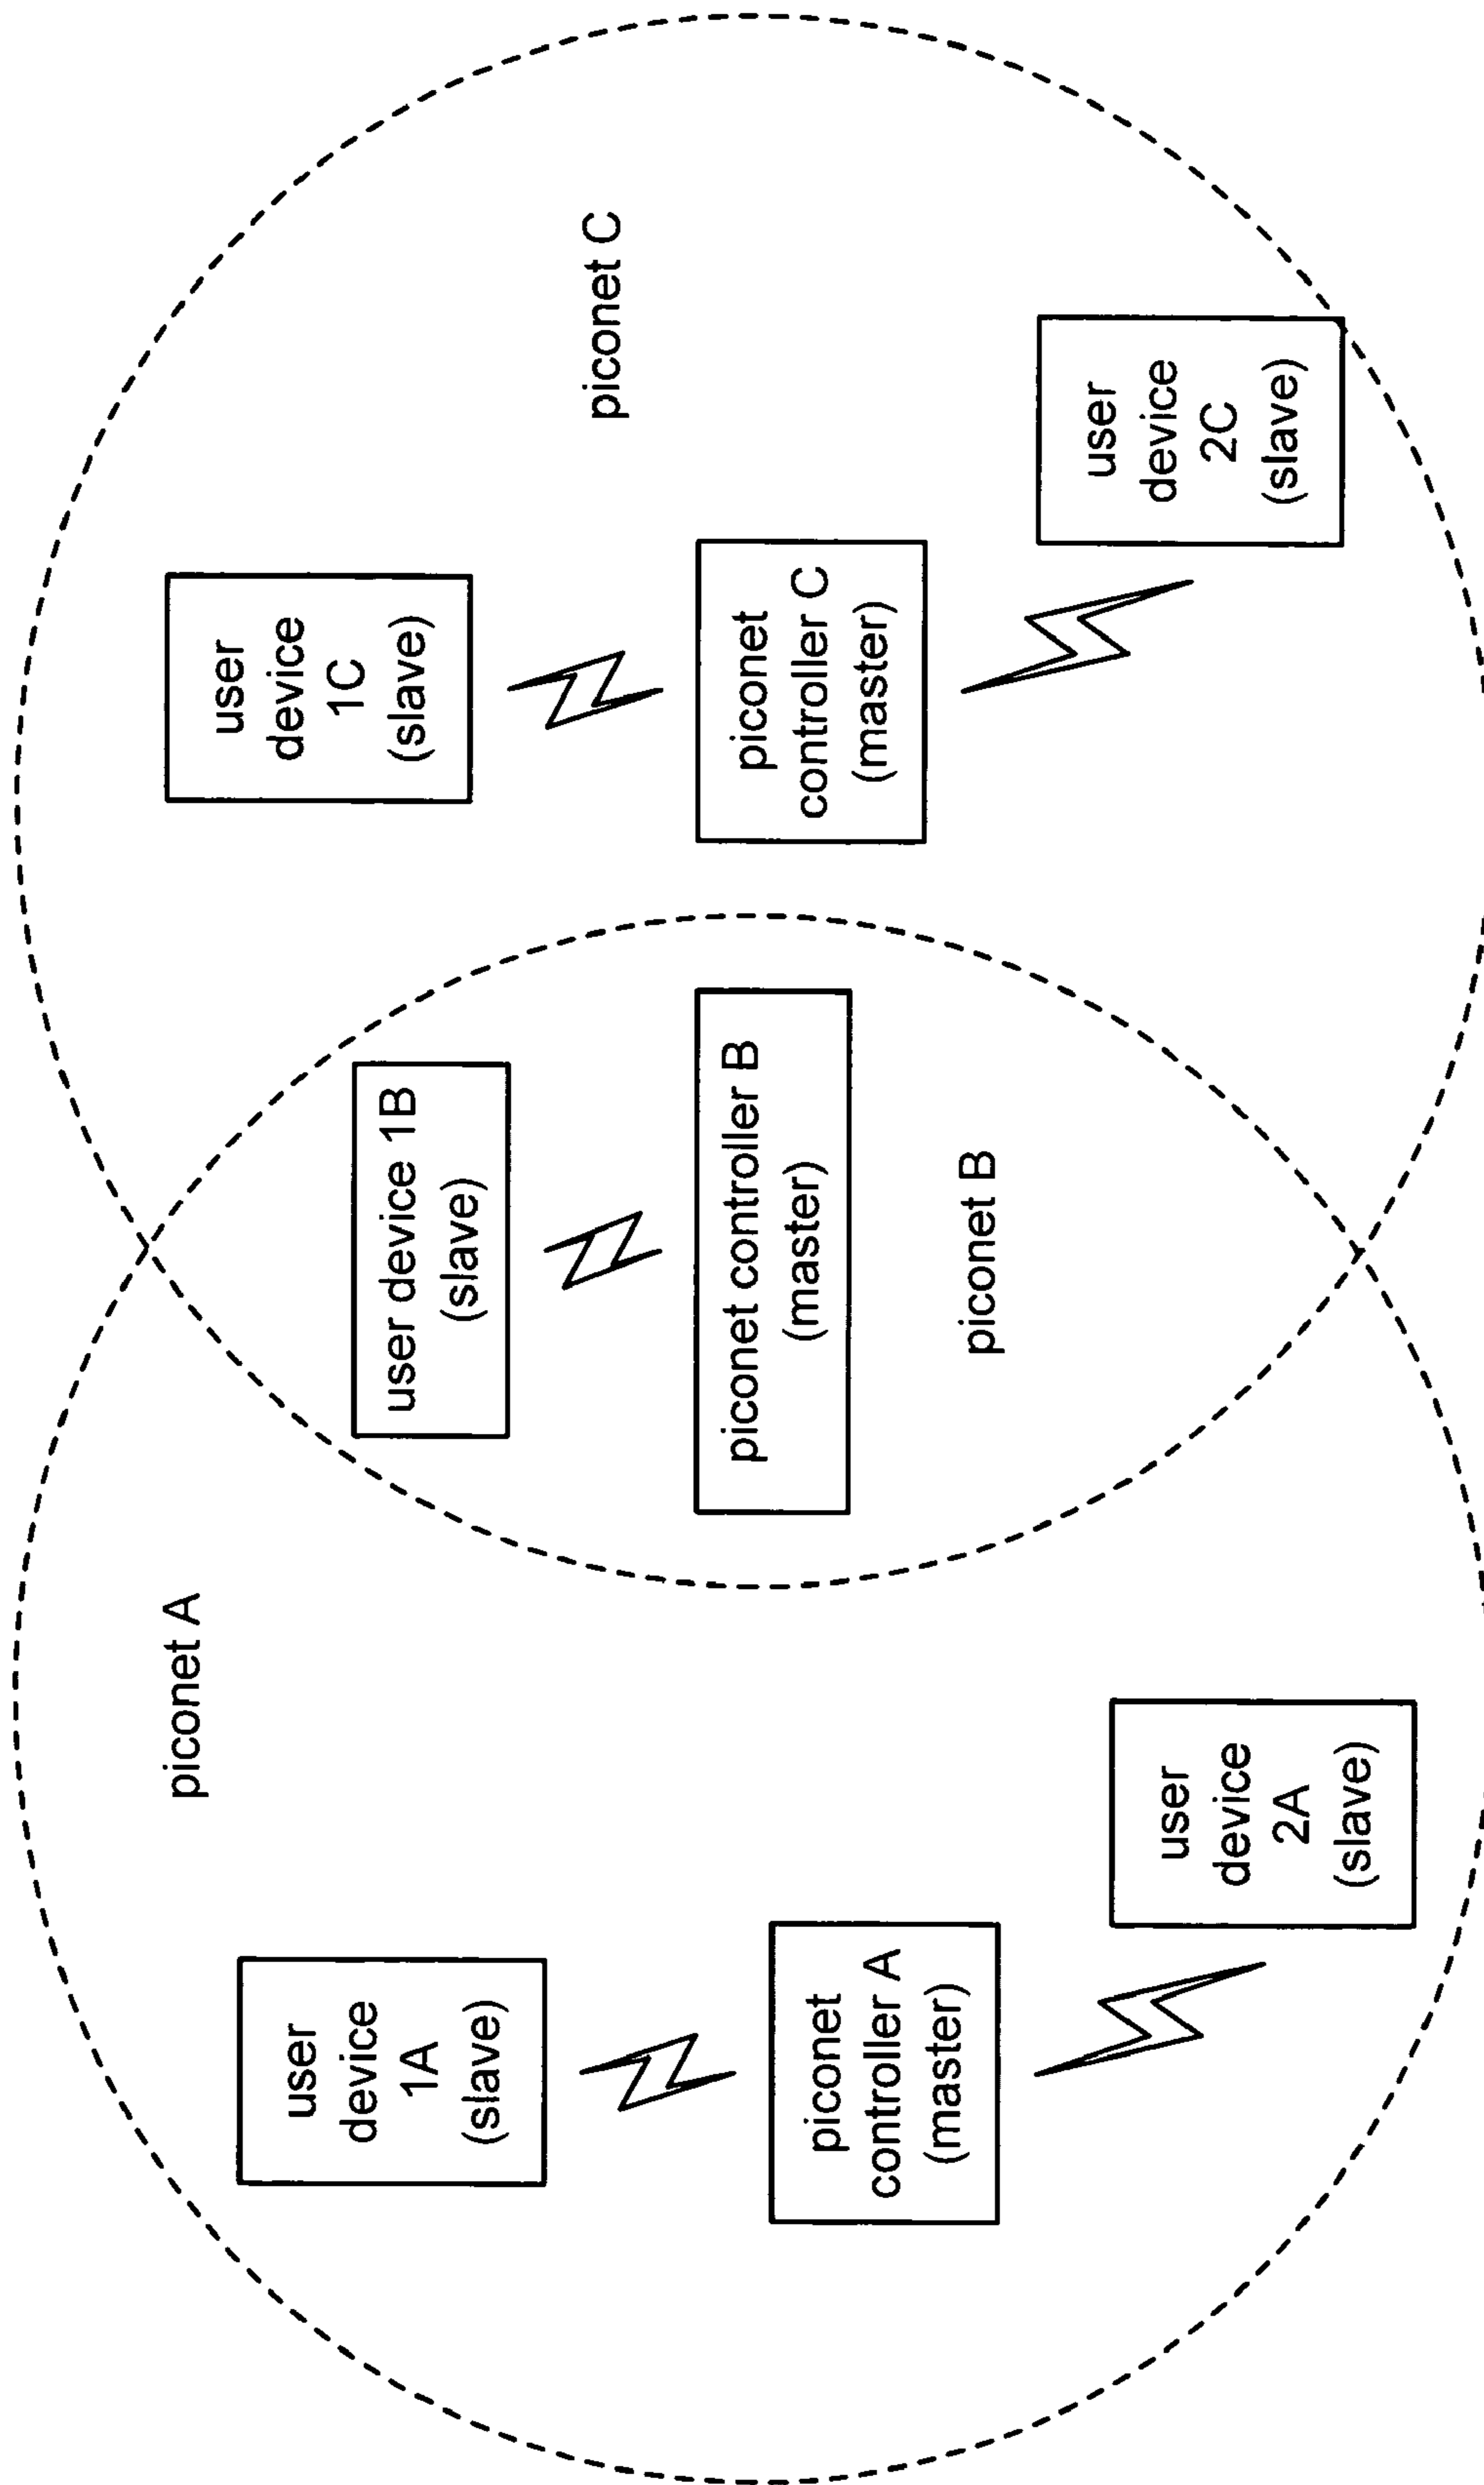 piconet A
user
device
1A
(slave)
piconet
controller A
(master)
user
device
2A
(slave)
user device 1B
(slave)
piconet controller B
(master)
piconet B
user
device
1C
(slave)
piconet C
piconet
controller C
(master)
user
device
2C
(slave)